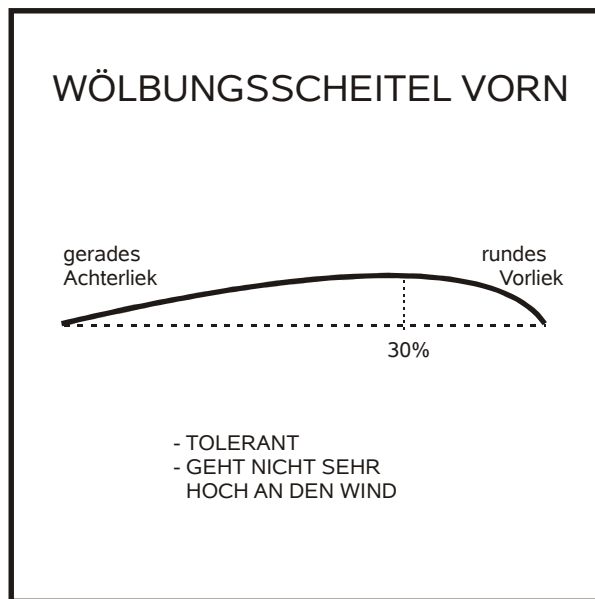 WÖLBUNGSSCHEITEL VORN
gerades
Achterliek
rundes
Vorliek
30%
- TOLERANT
- GEHT NICHT SEHR
HOCH AN DEN WIND